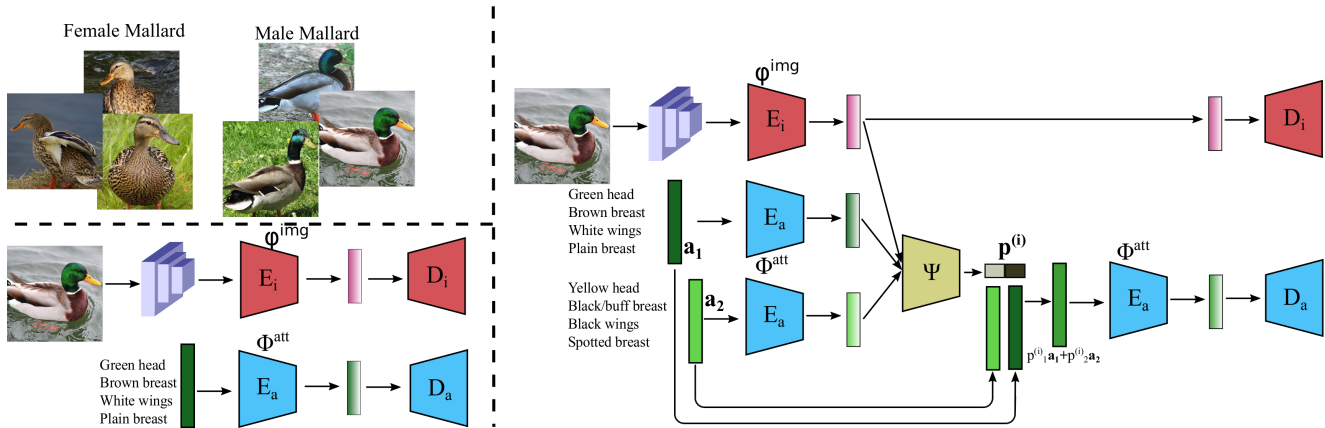 Female Mallard
Male Mallard
φ^img
E_i
D_i
Green head
Brown breast
White wings
Plain breast
Φ^att
E_a
D_a
φ^img
E_i
D_i
Green head
Brown breast
White wings
Plain breast
a_1
E_a
Φ^att
Yellow head
Black/buff breast
Black wings
Spotted breast
a_2
E_a
Ψ
p^(i)
p^(i)_1 a_1+p^(i)_2 a_2
Φ^att
E_a
D_a